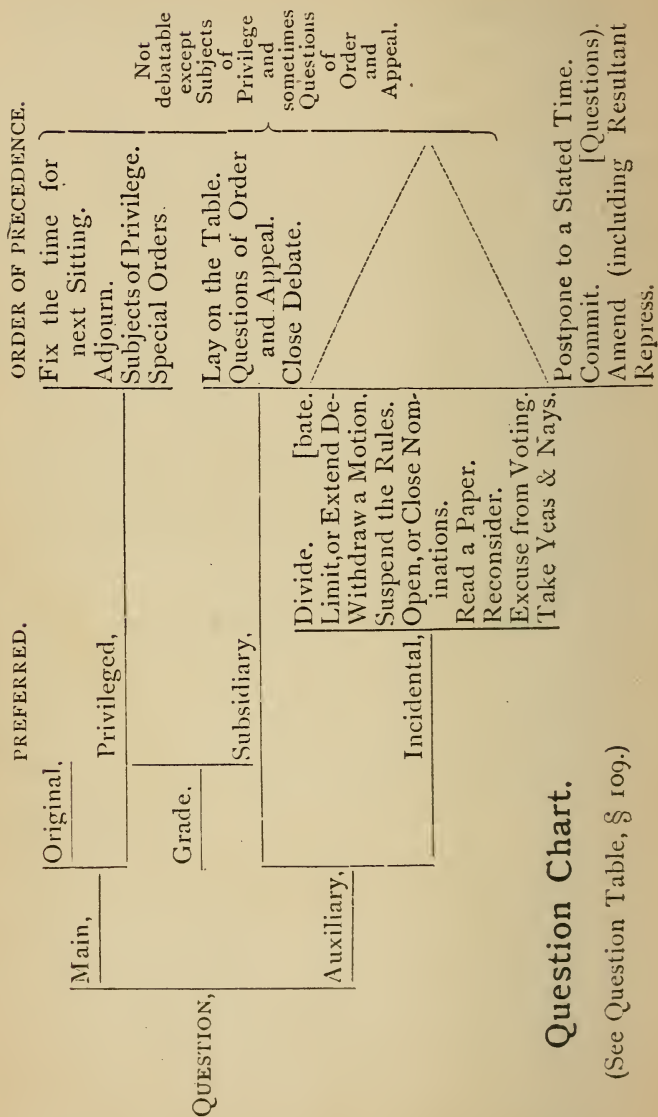 PREFERRED.
ORDER OF PRECEDENCE.
QUESTION,
Main,
Original,
Privileged,
Fix the time for
next Sitting.
Adjourn.
Subjects of Privilege.
Special Orders.
Grade.
Auxiliary,
Subsidiary,
Lay on the Table.
Questions of Order
and Appeal.
Close Debate.
Not
debatable
except
Subjects
of
Privilege
and
sometimes
Questions
of
Order
and
Appeal.
Incidental,
Divide. [bate.
Limit, or Extend De-
Withdraw a Motion.
Suspend the Rules.
Open, or Close Nom-
inations.
Read a Paper.
Reconsider.
Excuse from Voting.
Take Yeas & Nays.
Postpone to a Stated Time.
Commit. [Questions).
Amend (including Resultant
Repress.
Question Chart.
(See Question Table, § 109.)